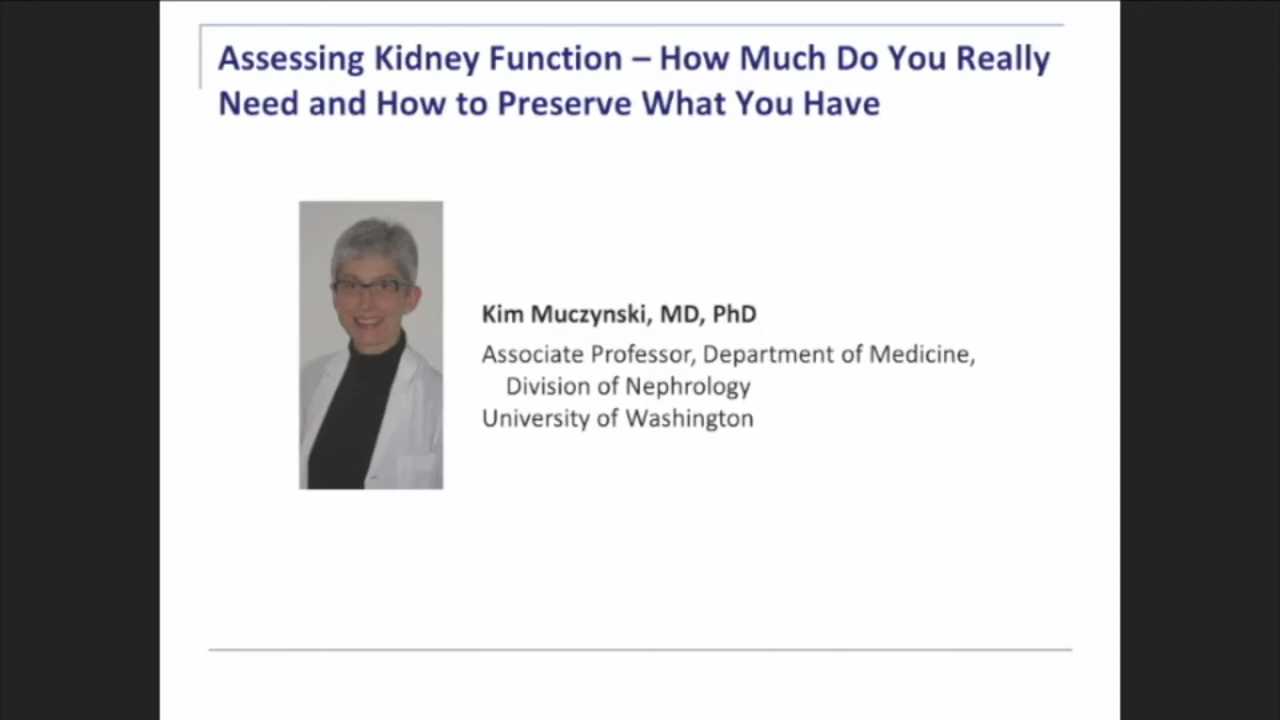 Assessing Kidney Function – How Much Do You Really
Need and How to Preserve What You Have
Kim Muczynski, MD, PhD
Associate Professor, Department of Medicine,
Division of Nephrology
University of Washington